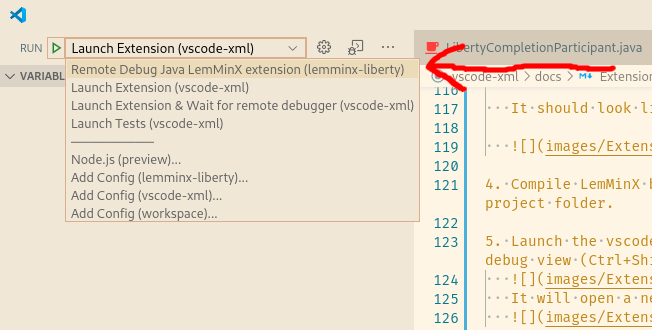 RUN Launch Extension (vscode-xml) ···
LibertyCompletionParticipant.java
VARIABL
Remote Debug Java LemMinX extension (lemminx-liberty)
Launch Extension (vscode-xml)
Launch Extension & Wait for remote debugger (vscode-xml)
Launch Tests (vscode-xml)
Node.js (preview)...
Add Config (lemminx-liberty)...
Add Config (vscode-xml)...
Add Config (workspace)...
vscode-xml > docs > Extension
116
117 ···It should look li
118
119 ···![](images/Extens
120
121 4.·Compile·LemMinX·b
project·folder.
122
123 5.·Launch·the·vscode
debug·view·(Ctrl+Shi
124 ···![](images/Extens
125 ···It·will·open·a·ne
126 ···![](images/Extens